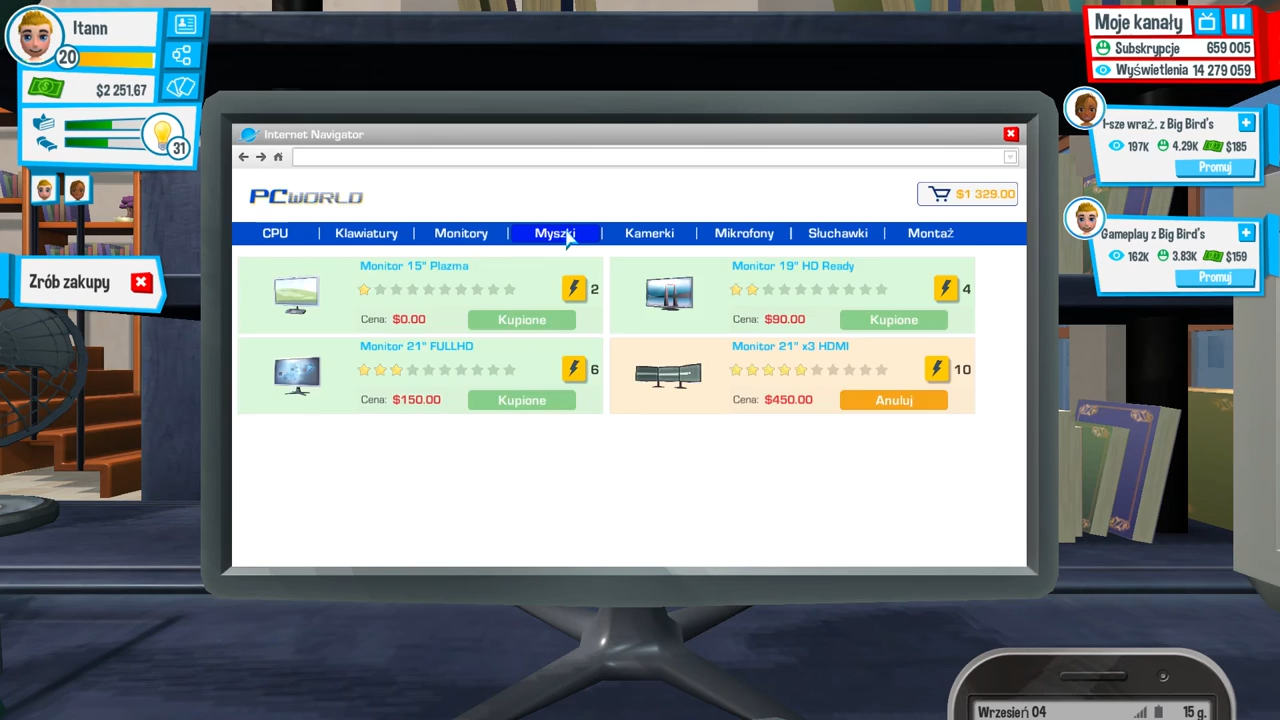 Itann
20
$2 251.67
31
Zrób zakupy
Moje kanały
Subskrypcje 659 005
Wyświetlenia 14 279 059
I-sze wraż. z Big Bird's
197K 4.29K $185
Promuj
Gameplay z Big Bird's
162K 3.83K $159
Promuj
Internet Navigator
PCWORLD
$1 329.00
CPU | Klawiatury | Monitory | Myszki | Kamerki | Mikrofony | Słuchawki | Montaż
Monitor 15" Plazma
2
Cena: $0.00 Kupione
Monitor 19" HD Ready
4
Cena: $90.00 Kupione
Monitor 21" FULLHD
6
Cena: $150.00 Kupione
Monitor 21" x3 HDMI
10
Cena: $450.00 Anuluj
Wrzesień 04 15 g.